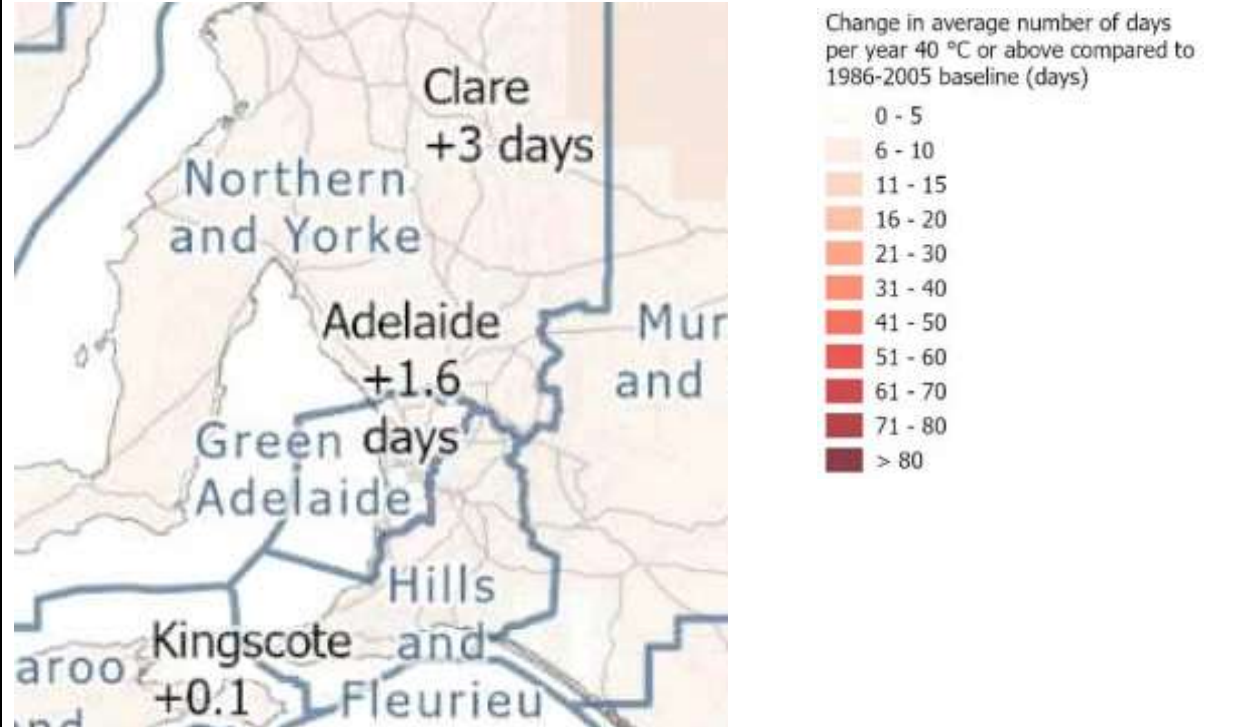 Clare
+3 days
Northern
and Yorke
Adelaide
+1.6
days
Mur
and
Green
Adelaide
Hills
and
Fleurieu
Kingscote
+0.1
aroo
nd
Change in average number of days
per year 40 °C or above compared to
1986-2005 baseline (days)
0 - 5
6 - 10
11 - 15
16 - 20
21 - 30
31 - 40
41 - 50
51 - 60
61 - 70
71 - 80
> 80